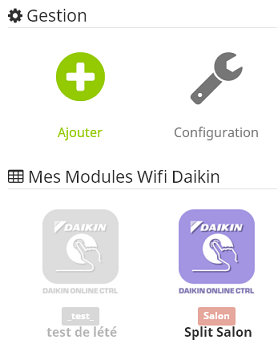 Gestion
Ajouter
Configuration
Mes Modules Wifi Daikin
DAIKIN
DAIKIN
DAIKIN ONLINE CTRL
DAIKIN ONLINE CTRL
_test_
Salon
test de lété
Split Salon